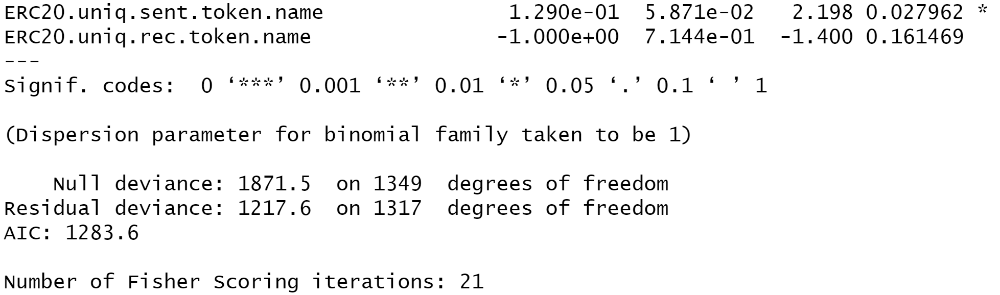 ERC20.uniq.sent.token.name 1.290e-01 5.871e-02 2.198 0.027962 *
ERC20.uniq.rec.token.name -1.000e+00 7.144e-01 -1.400 0.161469
---
Signif. codes:  0 ‘***’ 0.001 ‘**’ 0.01 ‘*’ 0.05 ‘.’ 0.1 ‘ ’ 1
(Dispersion parameter for binomial family taken to be 1)
Null deviance: 1871.5  on 1349  degrees of freedom
Residual deviance: 1217.6  on 1317  degrees of freedom
AIC: 1283.6
Number of Fisher Scoring iterations: 21